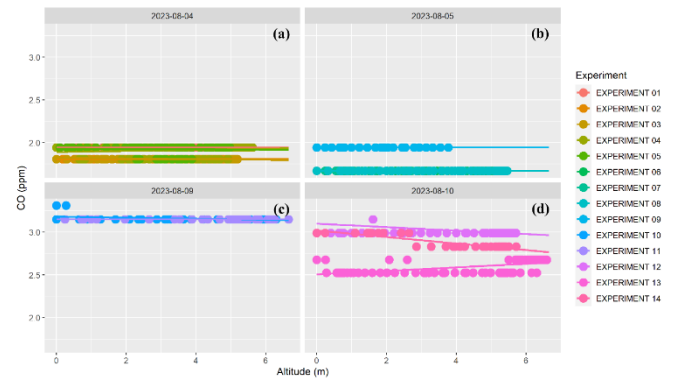 2023-08-04
2023-08-05
(a)
(b)
3.0
2.5
2.0
CO (ppm)
2023-08-09
2023-08-10
(c)
(d)
3.0
2.5
2.0
0
2
4
6
0
2
4
6
Altitude (m)
Experiment
EXPERIMENT 01
EXPERIMENT 02
EXPERIMENT 03
EXPERIMENT 04
EXPERIMENT 05
EXPERIMENT 06
EXPERIMENT 07
EXPERIMENT 08
EXPERIMENT 09
EXPERIMENT 10
EXPERIMENT 11
EXPERIMENT 12
EXPERIMENT 13
EXPERIMENT 14